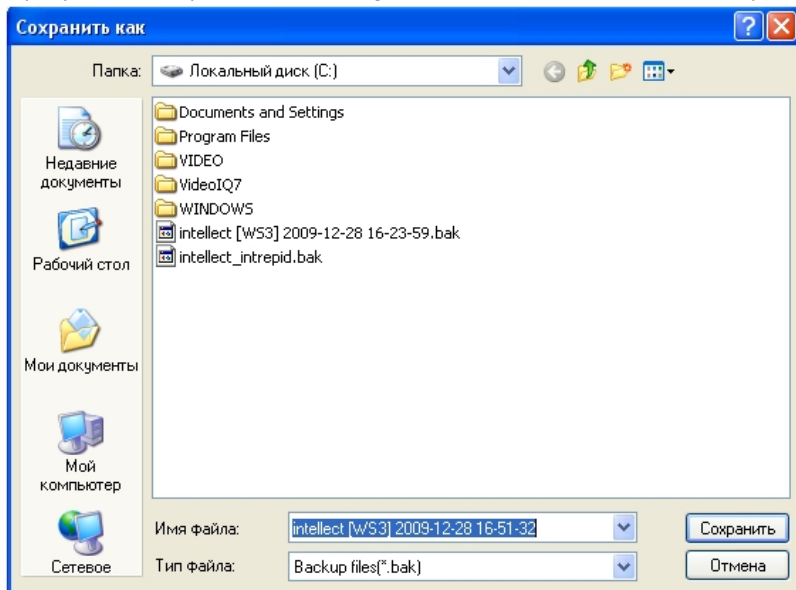 Сохранить как
Папка: Локальный диск (C:)
Недавние документы
Рабочий стол
Мои документы
Мой компьютер
Сетевое
Documents and Settings
Program Files
VIDEO
VideoIQ7
WINDOWS
intellect [WS3] 2009-12-28 16-23-59.bak
intellect_intrepid.bak
Имя файла: intellect [WS3] 2009-12-28 16-51-32
Сохранить
Тип файла: Backup files(*.bak)
Отмена